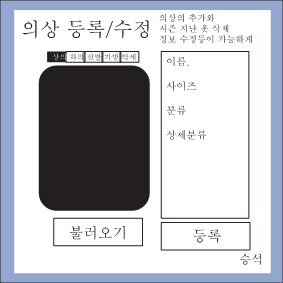 의상 등록/수정
의상의 추가와
시즌 지난 옷 삭제
정보 수정등이 가능하게
상의 하의 신발 가방 악세
이름,
사이즈
분류
상세분류
불러오기
등록
승석